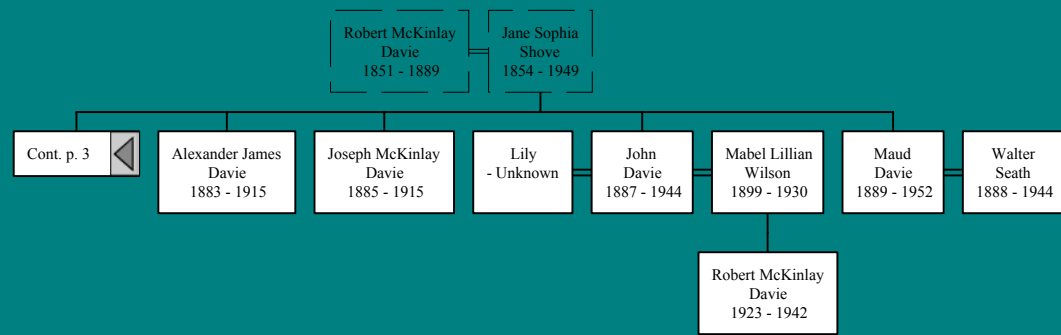 Robert McKinlay
Davie
1851 - 1889
Jane Sophia
Shove
1854 - 1949
Cont. p. 3
Alexander James
Davie
1883 - 1915
Joseph McKinlay
Davie
1885 - 1915
Lily
- Unknown
John
Davie
1887 - 1944
Mabel Lillian
Wilson
1899 - 1930
Maud
Davie
1889 - 1952
Walter
Seath
1888 - 1944
Robert McKinlay
Davie
1923 - 1942